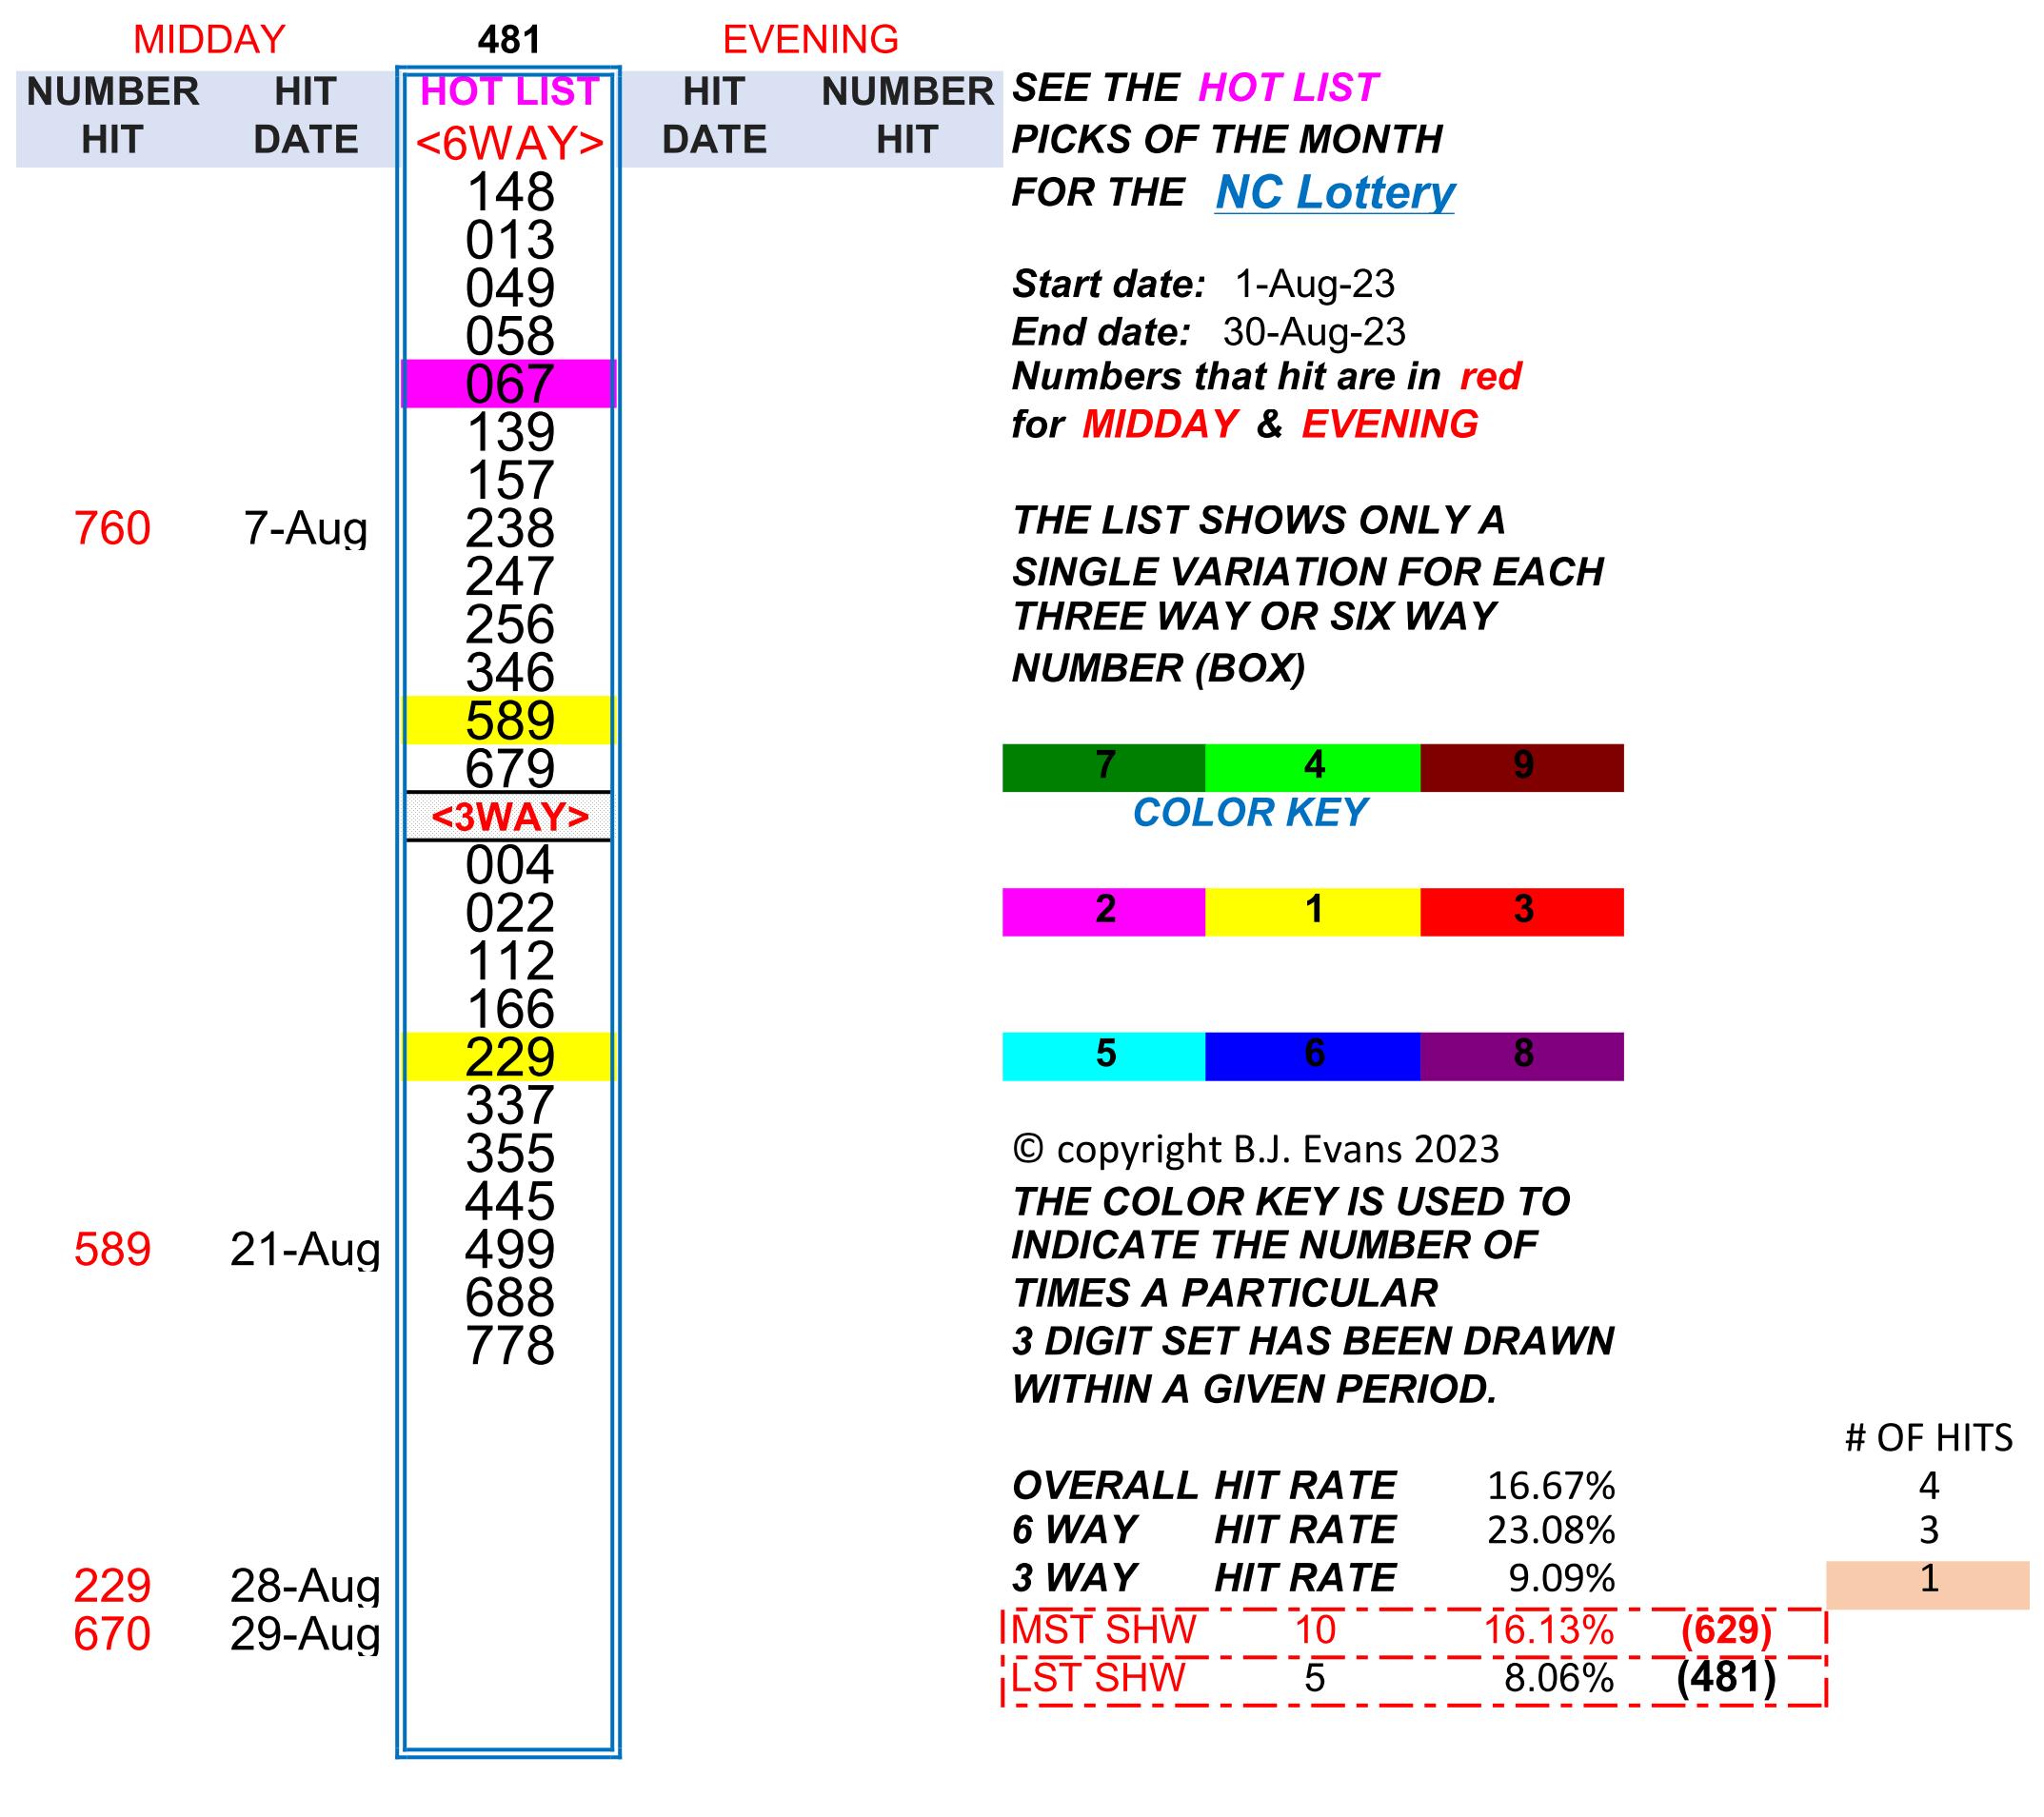 MIDDAY 481 EVENING
NUMBER HIT HOT LIST HIT NUMBER
HIT DATE <6WAY> DATE HIT
148
013
049
058
067
139
157
760 7-Aug 238
247
256
346
589
679
<3WAY>
004
022
112
166
229
337
355
445
589 21-Aug 499
688
778
229 28-Aug
670 29-Aug
SEE THE HOT LIST
PICKS OF THE MONTH
FOR THE NC Lottery
Start date: 1-Aug-23
End date: 30-Aug-23
Numbers that hit are in red
for MIDDAY & EVENING
THE LIST SHOWS ONLY A
SINGLE VARIATION FOR EACH
THREE WAY OR SIX WAY
NUMBER (BOX)
7 4 9
COLOR KEY
2 1 3
5 6 8
© copyright B.J. Evans 2023
THE COLOR KEY IS USED TO
INDICATE THE NUMBER OF
TIMES A PARTICULAR
3 DIGIT SET HAS BEEN DRAWN
WITHIN A GIVEN PERIOD.
# OF HITS
OVERALL HIT RATE 16.67% 4
6 WAY HIT RATE 23.08% 3
3 WAY HIT RATE 9.09% 1
MST SHW 10 16.13% (629)
LST SHW 5 8.06% (481)